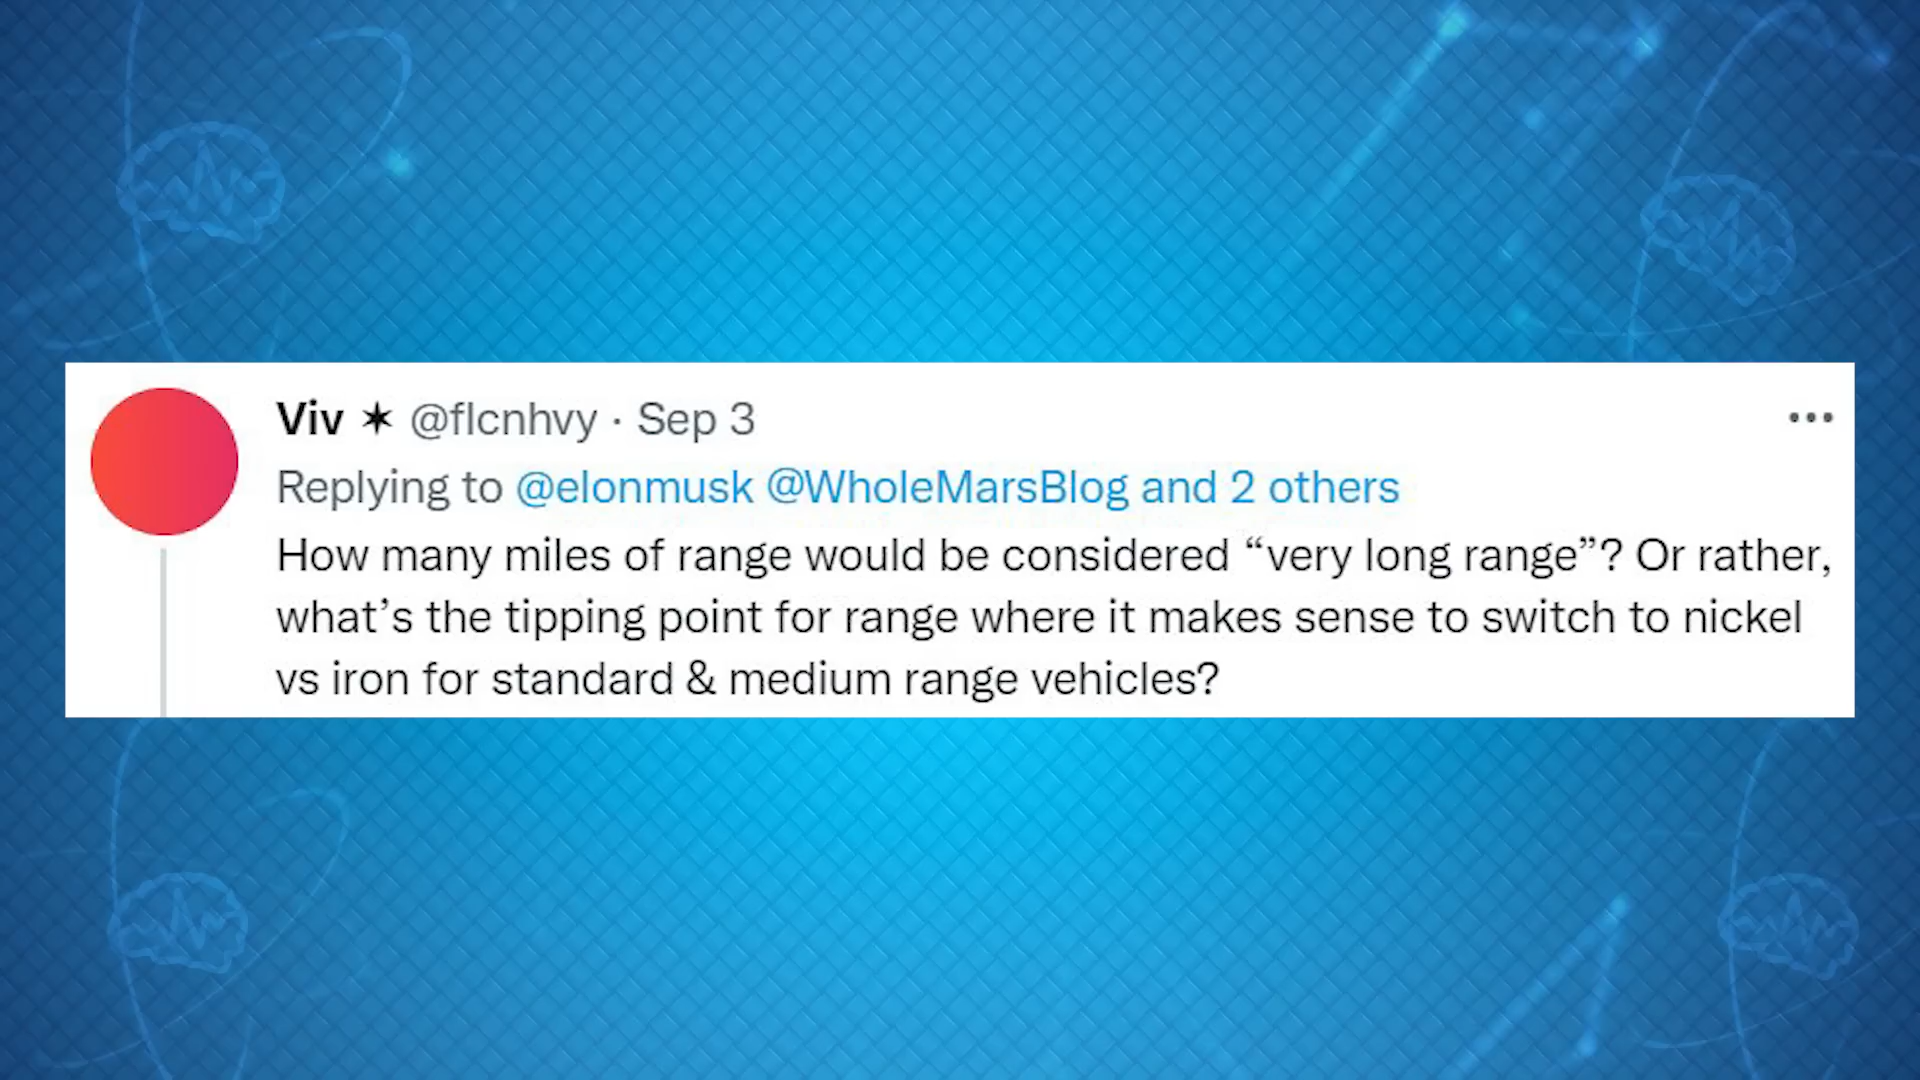 Viv ✶ @flcnhvy · Sep 3
Replying to @elonmusk @WholeMarsBlog and 2 others
How many miles of range would be considered “very long range”? Or rather,
what’s the tipping point for range where it makes sense to switch to nickel
vs iron for standard & medium range vehicles?